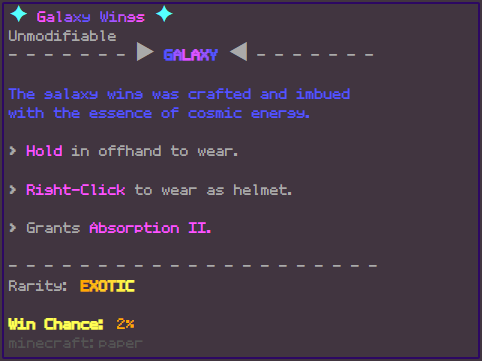 ✦ Galaxy Wings ✦
Unmodifiable
- - - - - - - ▶ GALAXY ◀ - - - - - - -
The galaxy wing was crafted and imbued
with the essence of cosmic energy.
> Hold in offhand to wear.
> Right-Click to wear as helmet.
> Grants Absorption II.
- - - - - - - - - - - - - - - - - - - - - -
Rarity: EXOTIC
Win Chance: 2%
minecraft:paper